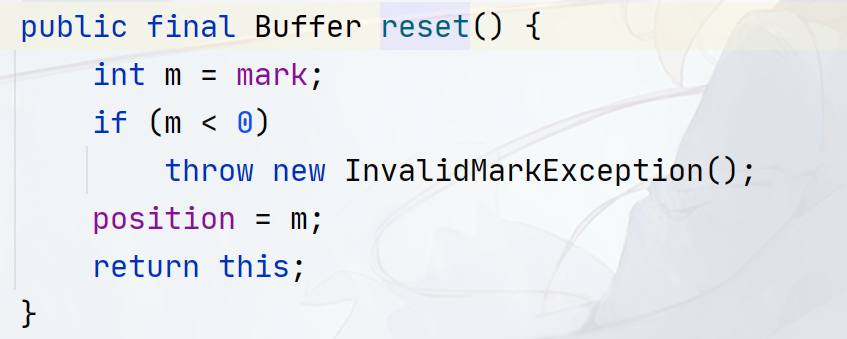 public final Buffer reset() {
    int m = mark;
    if (m < 0)
        throw new InvalidMarkException();
    position = m;
    return this;
}